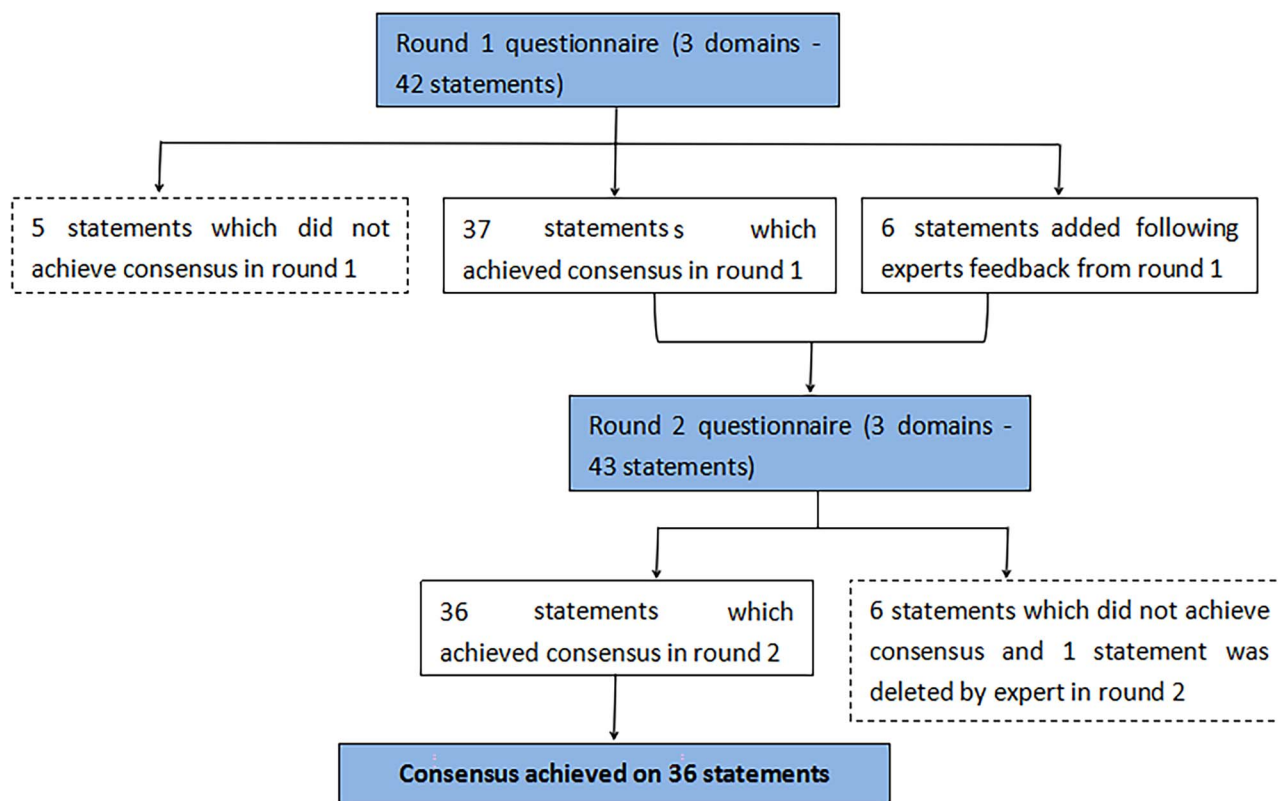 Round 1 questionnaire (3 domains -
42 statements)
5 statements which did not
achieve consensus in round 1
37 statements s which
achieved consensus in round 1
6 statements added following
experts feedback from round 1
Round 2 questionnaire (3 domains -
43 statements)
36 statements which
achieved consensus in round 2
6 statements which did not achieve
consensus and 1 statement was
deleted by expert in round 2
Consensus achieved on 36 statements